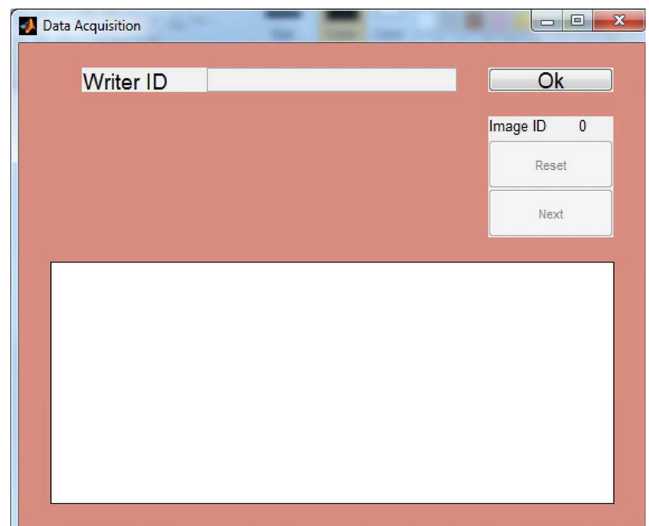 Data Acquisition
Writer ID
Ok
Image ID 0
Reset
Next